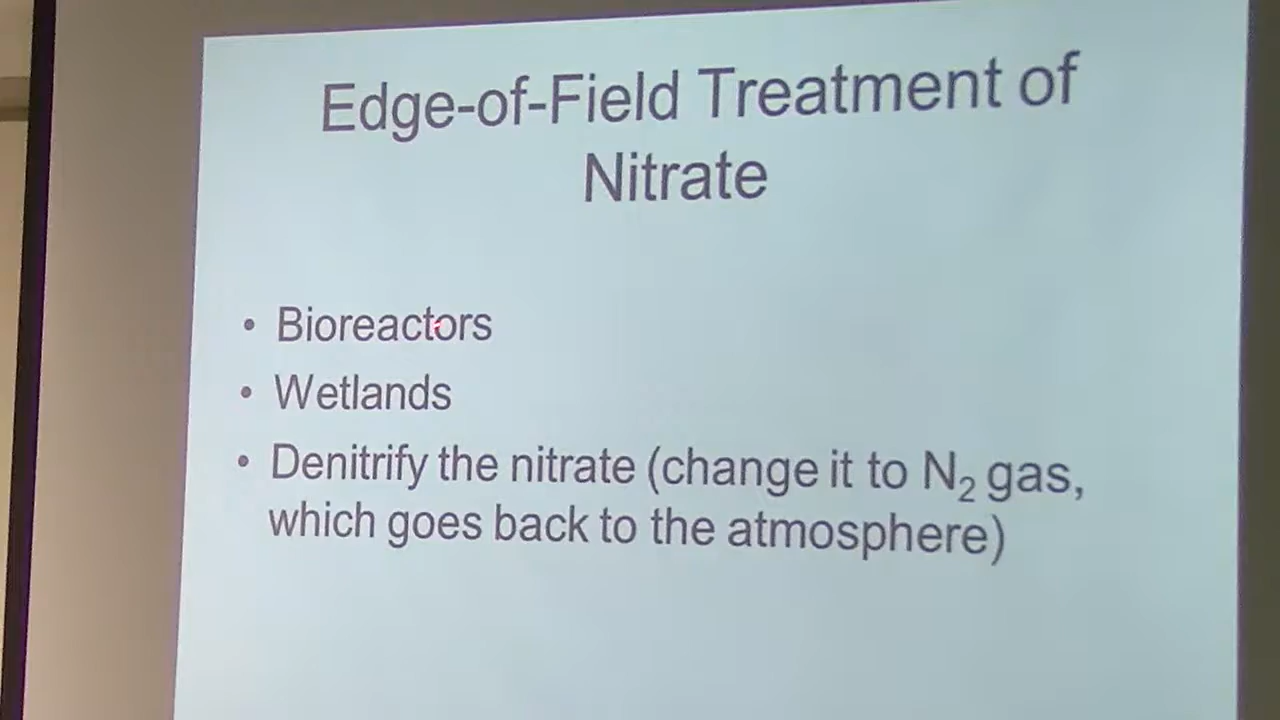 Edge-of-Field Treatment of
Nitrate
• Bioreactors
• Wetlands
• Denitrify the nitrate (change it to N₂ gas,
which goes back to the atmosphere)